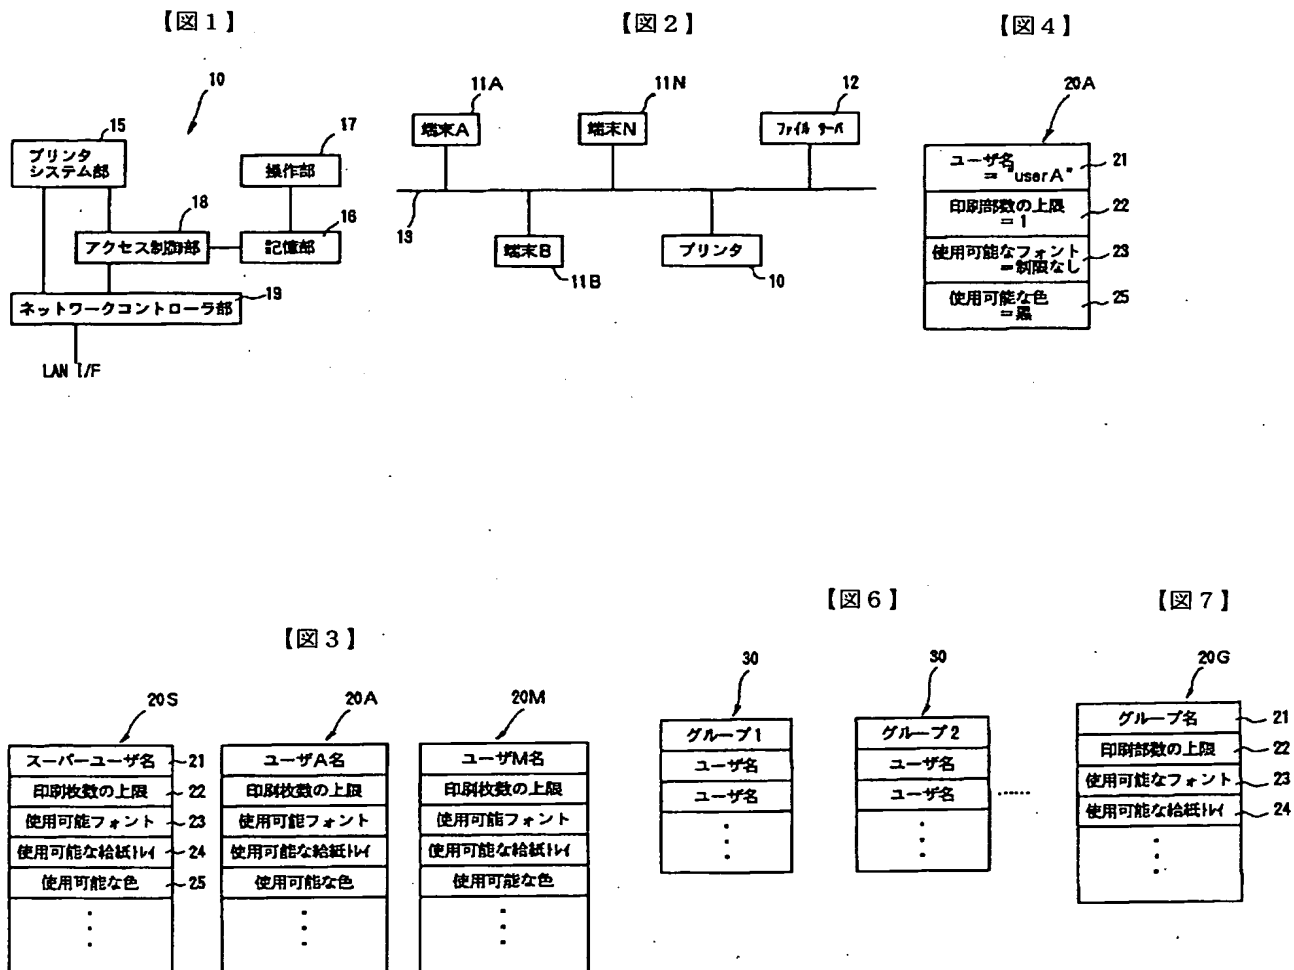 【図1】
10
15
プリンタ
システム部
17
操作部
18
16
アクセス制御部
記憶部
19
ネットワークコントローラ部
LAN I/F
【図2】
11A
端末A
11N
端末N
12
ファイル サーバ
13
端末B
11B
プリンタ
10
【図4】
20A
ユーザ名
="userA"
21
印刷部数の上限
=1
22
使用可能なフォント
=制限なし
23
使用可能な色
=黒
25
【図3】
20S
スーパーユーザ名
21
印刷枚数の上限
22
使用可能フォント
23
使用可能な給紙トレイ
24
使用可能な色
25
20A
ユーザA名
印刷枚数の上限
使用可能フォント
使用可能な給紙トレイ
使用可能な色
20M
ユーザM名
印刷枚数の上限
使用可能フォント
使用可能な給紙トレイ
使用可能な色
【図6】
30
グループ1
ユーザ名
ユーザ名
30
グループ2
ユーザ名
ユーザ名
……
【図7】
20G
グループ名
21
印刷部数の上限
22
使用可能なフォント
23
使用可能な給紙トレイ
24